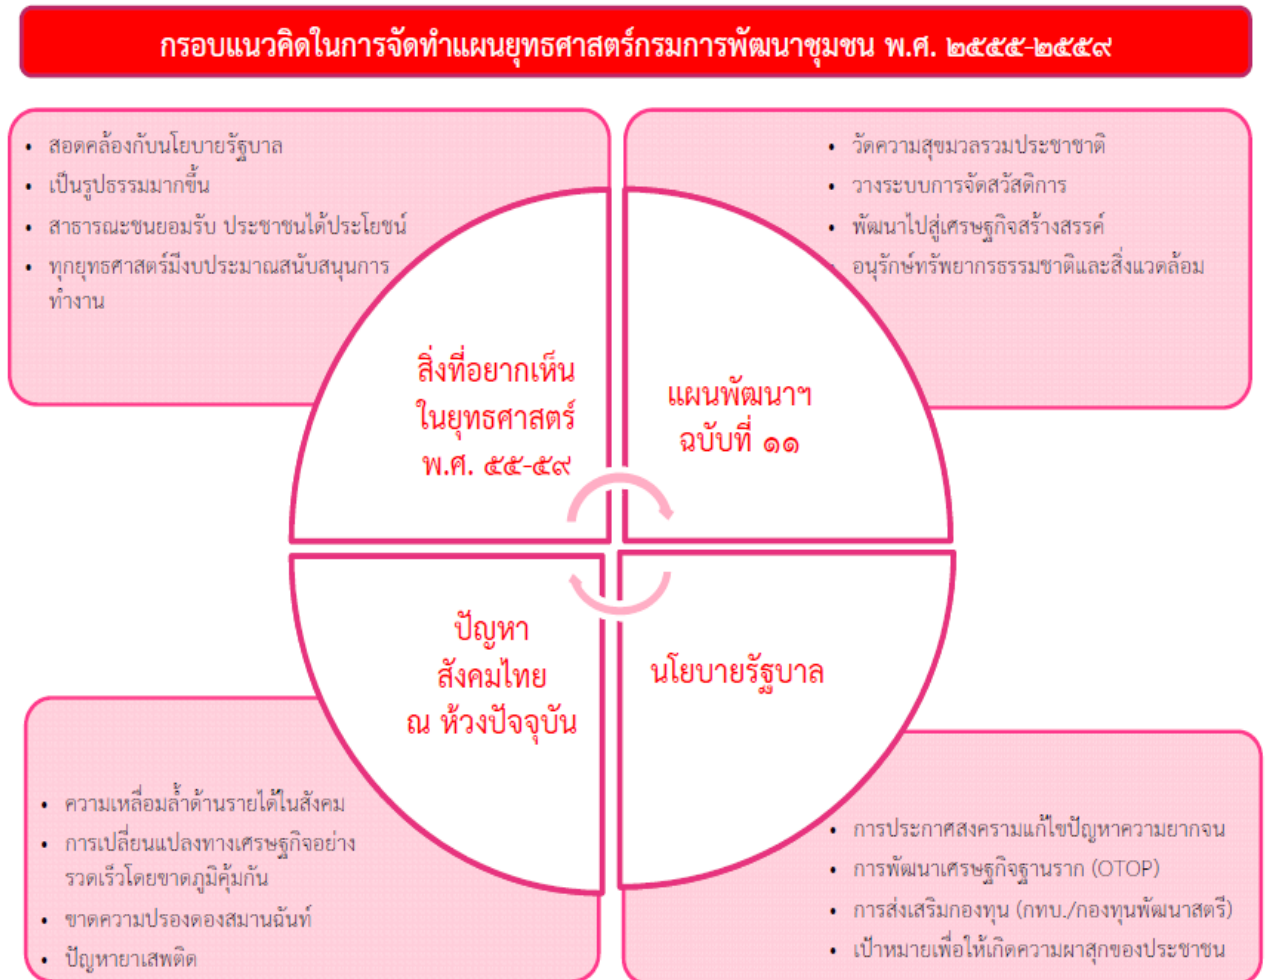 กรอบแนวคิดในการจัดทำแผนยุทธศาสตร์กรมการพัฒนาชุมชน พ.ศ. ๒๕๕๕-๒๕๕๙
• สอดคล้องกับนโยบายรัฐบาล
• เป็นรูปธรรมมากขึ้น
• สาธารณะชนยอมรับ ประชาชนได้ประโยชน์
• ทุกยุทธศาสตร์มีงบประมาณสนับสนุนการ
ทำงาน
• วัดความสุขมวลรวมประชาชาติ
• วางระบบการจัดสวัสดิการ
• พัฒนาไปสู่เศรษฐกิจสร้างสรรค์
• อนุรักษ์ทรัพยากรธรรมชาติและสิ่งแวดล้อม
สิ่งที่อยากเห็น
ในยุทธศาสตร์
พ.ศ. ๕๕-๕๙
แผนพัฒนาฯ
ฉบับที่ ๑๑
ปัญหา
สังคมไทย
ณ ห้วงปัจจุบัน
นโยบายรัฐบาล
• ความเหลื่อมล้ำด้านรายได้ในสังคม
• การเปลี่ยนแปลงทางเศรษฐกิจอย่าง
รวดเร็วโดยขาดภูมิคุ้มกัน
• ขาดความปรองดองสมานฉันท์
• ปัญหายาเสพติด
• การประกาศสงครามแก้ไขปัญหาความยากจน
• การพัฒนาเศรษฐกิจฐานราก (OTOP)
• การส่งเสริมกองทุน (กทบ./กองทุนพัฒนาสตรี)
• เป้าหมายเพื่อให้เกิดความผาสุกของประชาชน